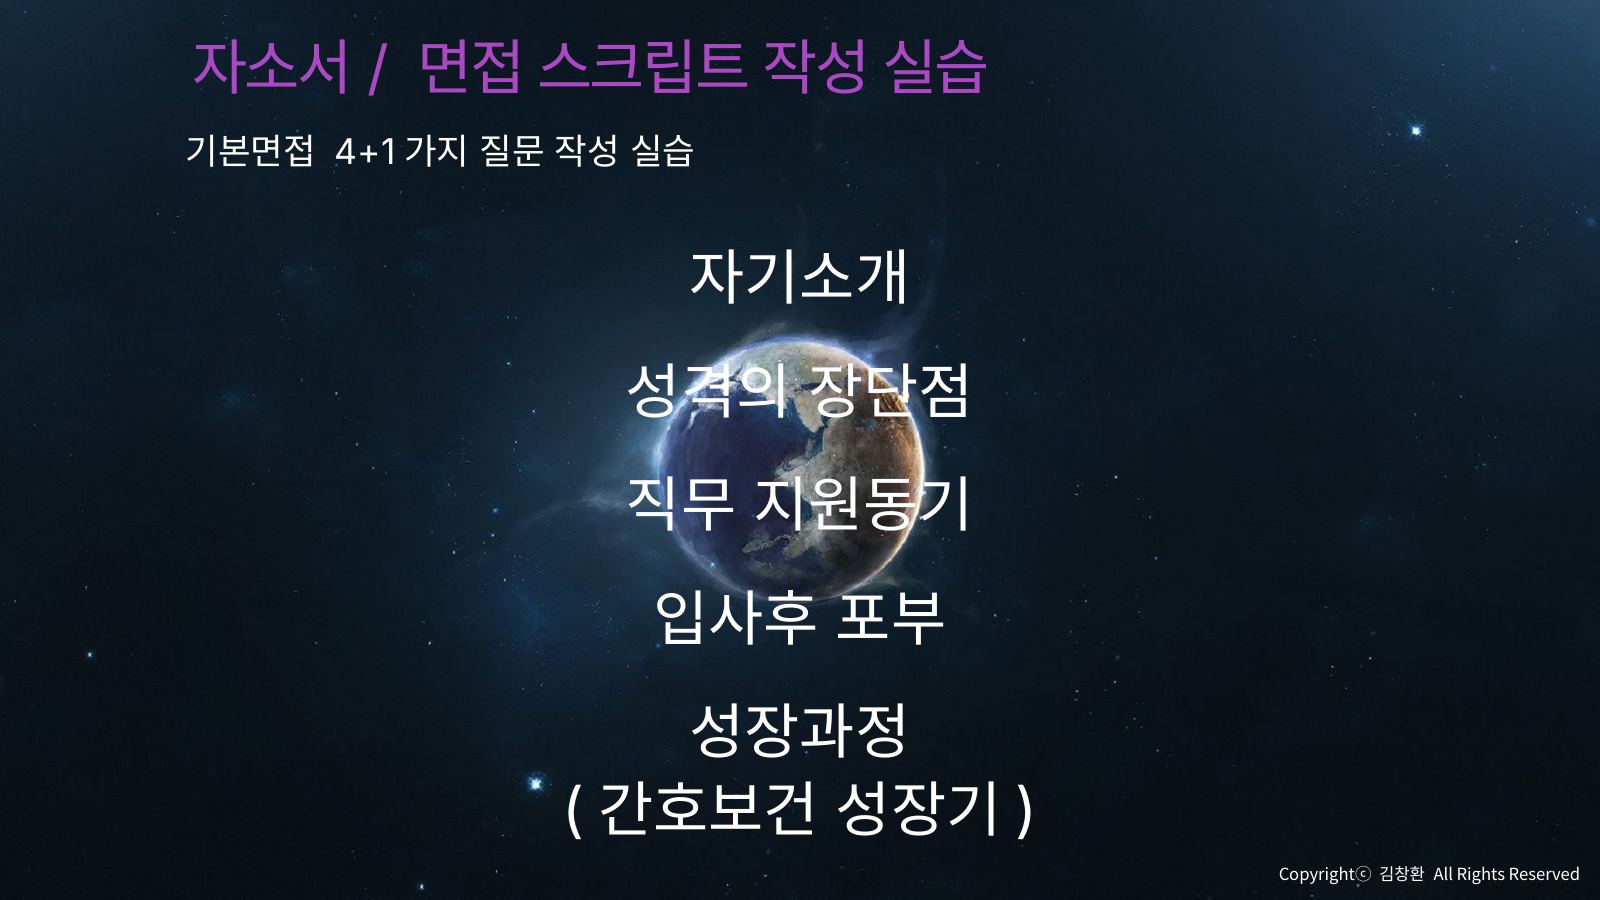 자소서 / 면접 스크립트 작성 실습
기본면접 4+1가지 질문 작성 실습
자기소개
성격의 장단점
직무 지원동기
입사후 포부
성장과정
( 간호보건 성장기 )
Copyrightⓒ 김창환 All Rights Reserved